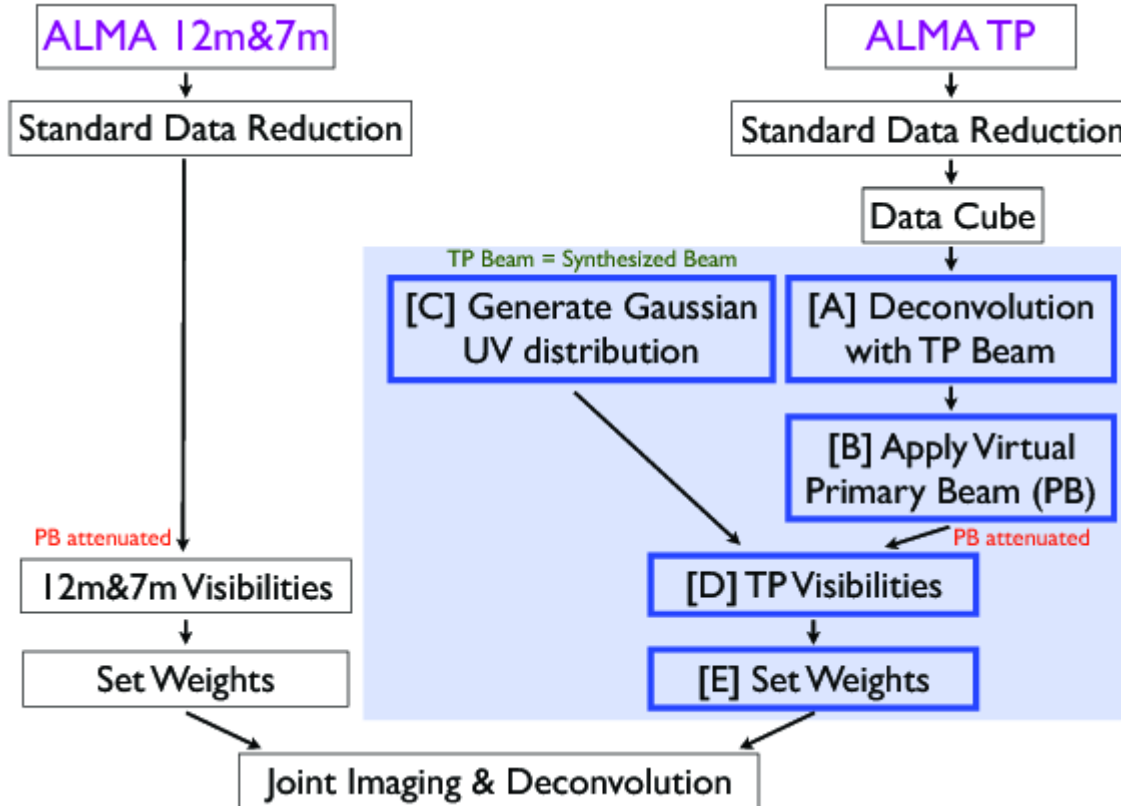 ALMA 12m&7m
ALMA TP
Standard Data Reduction
Standard Data Reduction
Data Cube
TP Beam = Synthesized Beam
[C] Generate Gaussian
UV distribution
[A] Deconvolution
with TP Beam
[B] Apply Virtual
Primary Beam (PB)
PB attenuated
PB attenuated
12m&7m Visibilities
[D] TP Visibilities
Set Weights
[E] Set Weights
Joint Imaging & Deconvolution